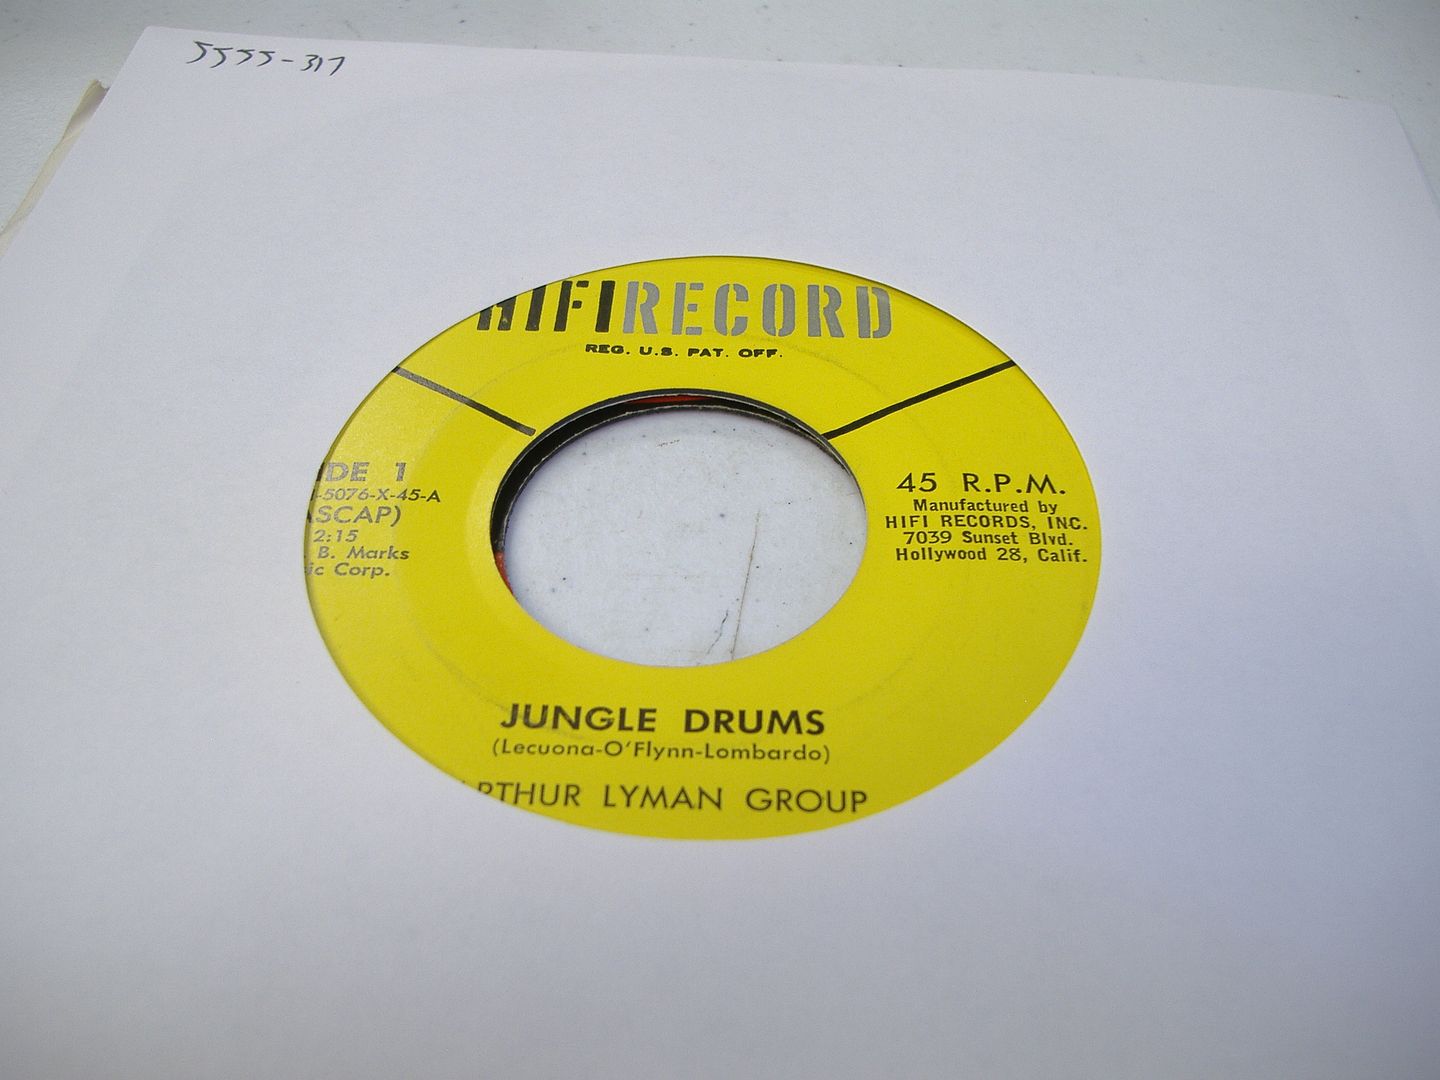 5555-317
HIFIRECORD
REG. U.S. PAT. OFF.
DE 1
-5076-X-45-A
SCAP)
2:15
B. Marks
ic Corp.
45 R.P.M.
Manufactured by
HIFI RECORDS, INC.
7039 Sunset Blvd.
Hollywood 28, Calif.
JUNGLE DRUMS
(Lecuona-O'Flynn-Lombardo)
RTHUR LYMAN GROUP